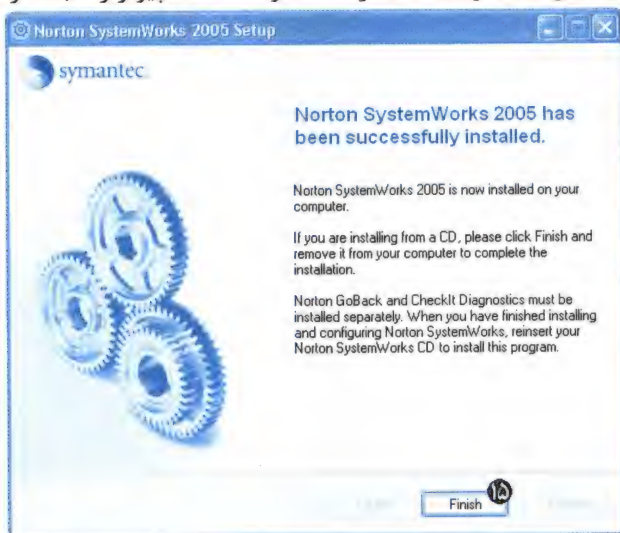 Norton SystemWorks 2005 Setup
symantec
Norton SystemWorks 2005 has
been successfully installed.
Norton SystemWorks 2005 is now installed on your
computer.
If you are installing from a CD, please click Finish and
remove it from your computer to complete the
installation.
Norton GoBack and CheckIt Diagnostics must be
installed separately. When you have finished installing
and configuring Norton SystemWorks, reinsert your
Norton SystemWorks CD to install this program.
Finish
۱۵